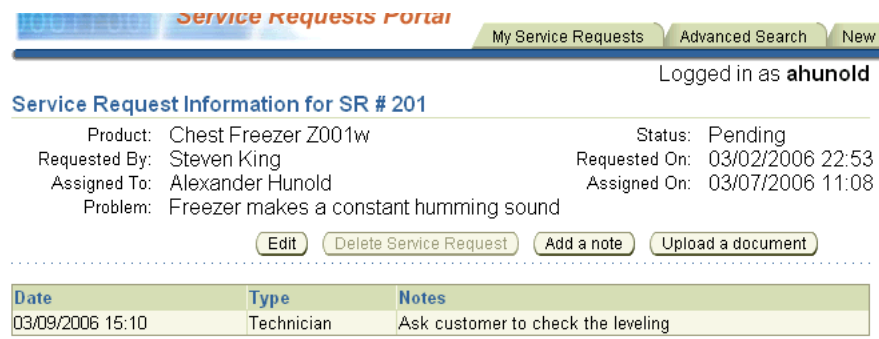 Service Requests Portal
My Service Requests Advanced Search New
Logged in as ahunold
Service Request Information for SR # 201
Product: Chest Freezer Z001w Status: Pending
Requested By: Steven King Requested On: 03/02/2006 22:53
Assigned To: Alexander Hunold Assigned On: 03/07/2006 11:08
Problem: Freezer makes a constant humming sound
Edit Delete Service Request Add a note Upload a document
Date Type Notes
03/09/2006 15:10 Technician Ask customer to check the leveling